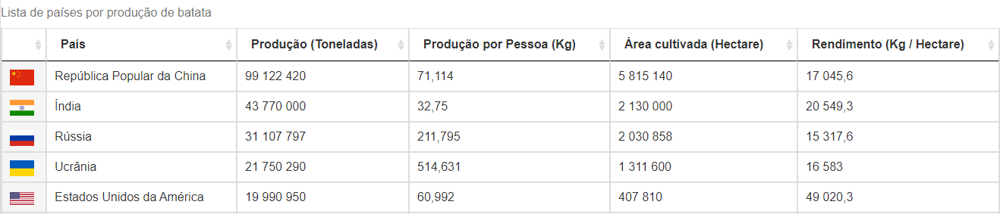 Lista de países por produção de batata
País Produção (Toneladas) Produção por Pessoa (Kg) Área cultivada (Hectare) Rendimento (Kg / Hectare)
República Popular da China 99 122 420 71,114 5 815 140 17 045,6
Índia 43 770 000 32,75 2 130 000 20 549,3
Rússia 31 107 797 211,795 2 030 858 15 317,6
Ucrânia 21 750 290 514,631 1 311 600 16 583
Estados Unidos da América 19 990 950 60,992 407 810 49 020,3